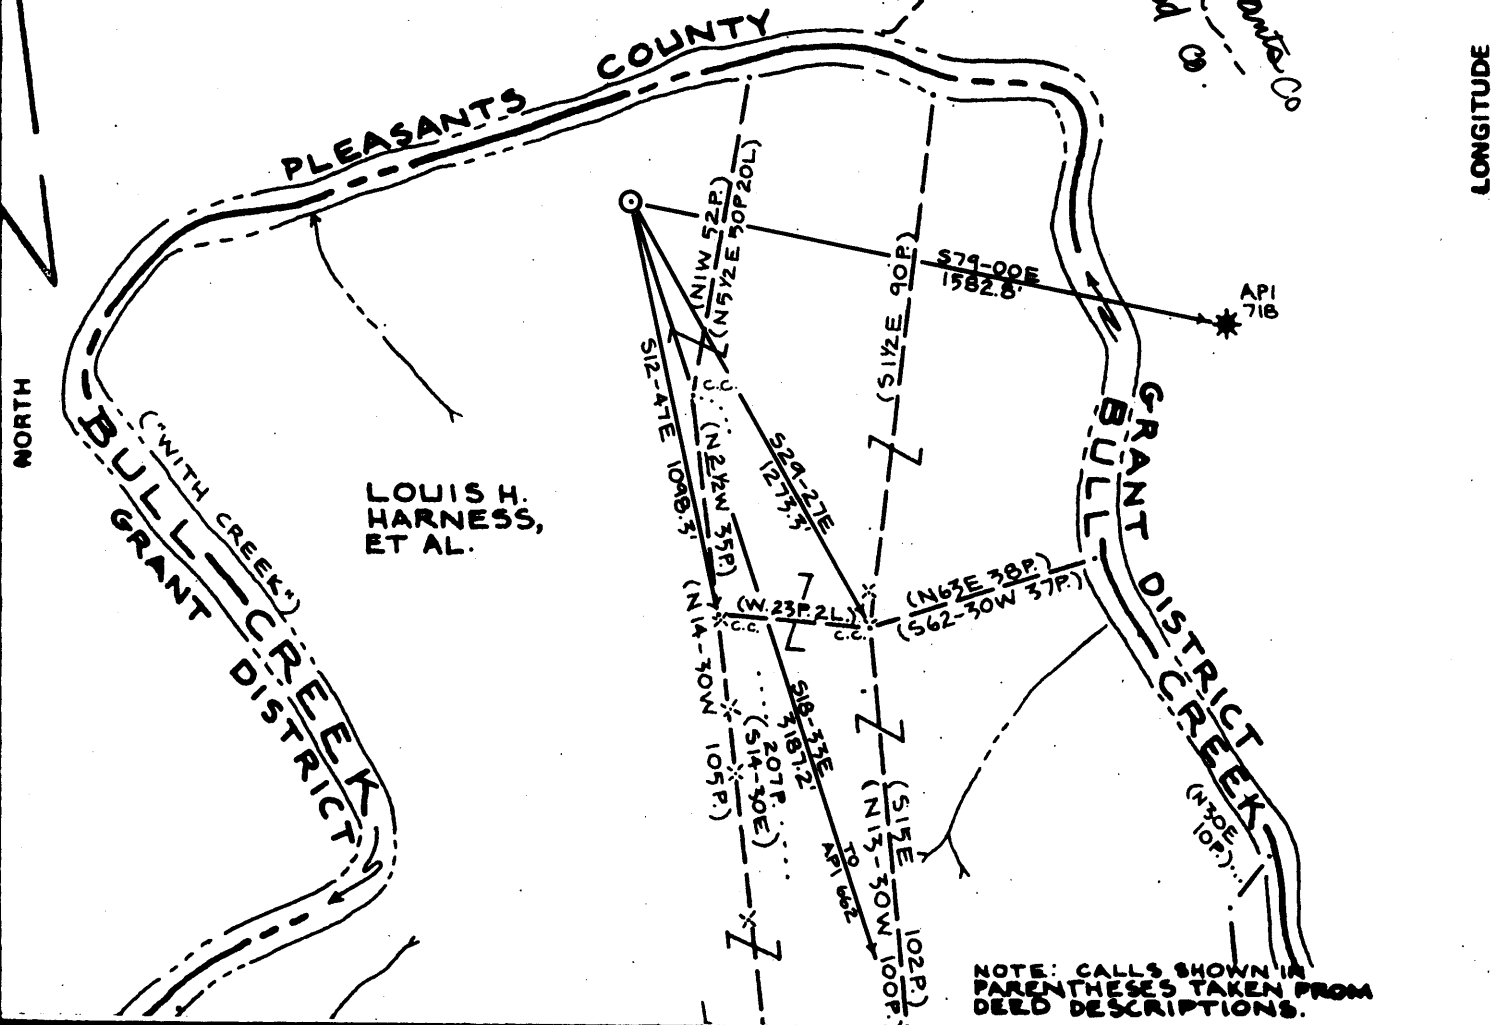 PLEASANTS COUNTY
Co.
Co
LONGITUDE
NORTH
(N1W 52P.)
(N5½E 50P20L)
(S1½E 90P.)
S79-00E
1582.8'
API
718
S12-47E 1098.3'
C.C.
(N2½W 35P.)
S29-27E
1273.3'
("WITH CREEK")
BULL CREEK
GRANT DISTRICT
LOUIS H.
HARNESS,
ET AL.
GRANT DISTRICT
BULL CREEK
(W.23P.2L.)
C.C.
C.C.
(N63E 38P.)
(S62-30W 37P.)
(N14-30W 105P.)
207P.
(S14-30E)
S18-33E
3187.2'
TO
API 662
(S15E 102P.)
(N13-30W 100P.
(N30E
10P.)
NOTE: CALLS SHOWN IN
PARENTHESES TAKEN FROM
DEED DESCRIPTIONS.